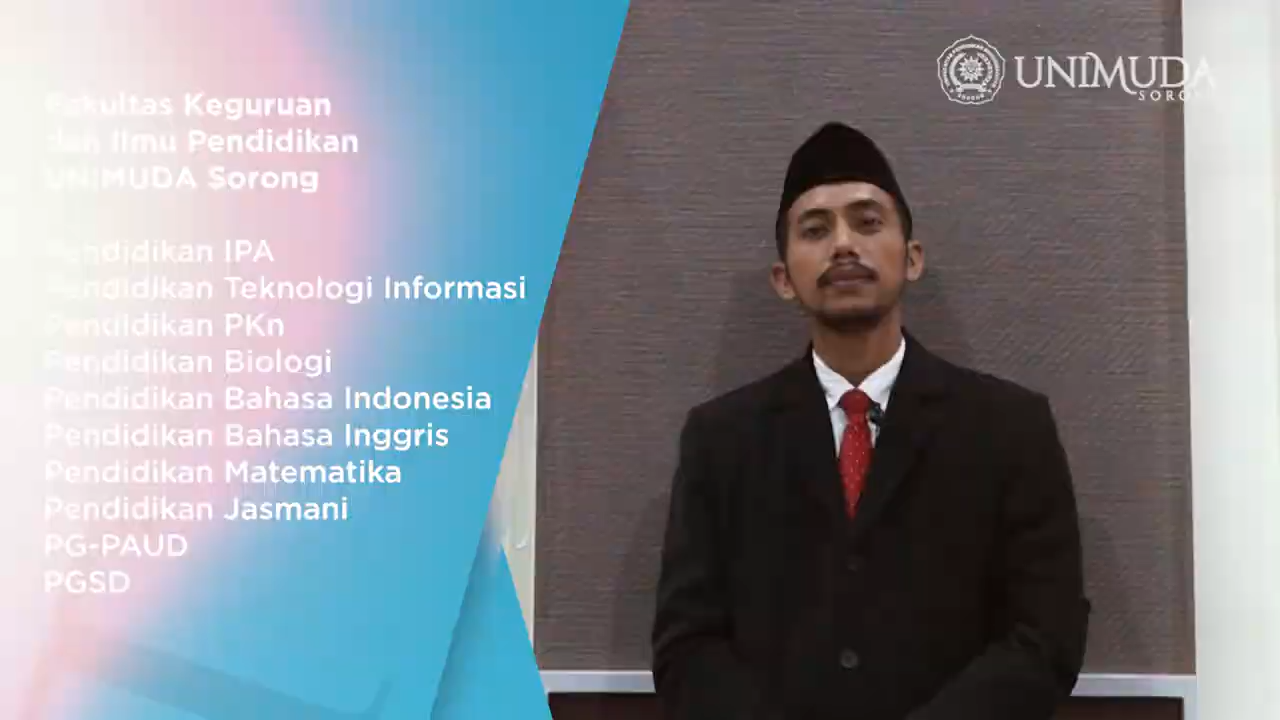 Fakultas Keguruan
dan Ilmu Pendidikan
UNIMUDA Sorong
Pendidikan IPA
Pendidikan Teknologi Informasi
Pendidikan PKn
Pendidikan Biologi
Pendidikan Bahasa Indonesia
Pendidikan Bahasa Inggris
Pendidikan Matematika
Pendidikan Jasmani
PG-PAUD
PGSD
UNIMUDA
SORONG